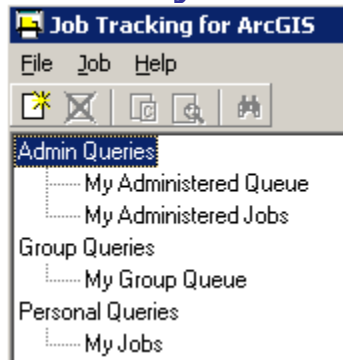 Job Tracking for ArcGIS
File Job Help
Admin Queries
My Administered Queue
My Administered Jobs
Group Queries
My Group Queue
Personal Queries
My Jobs